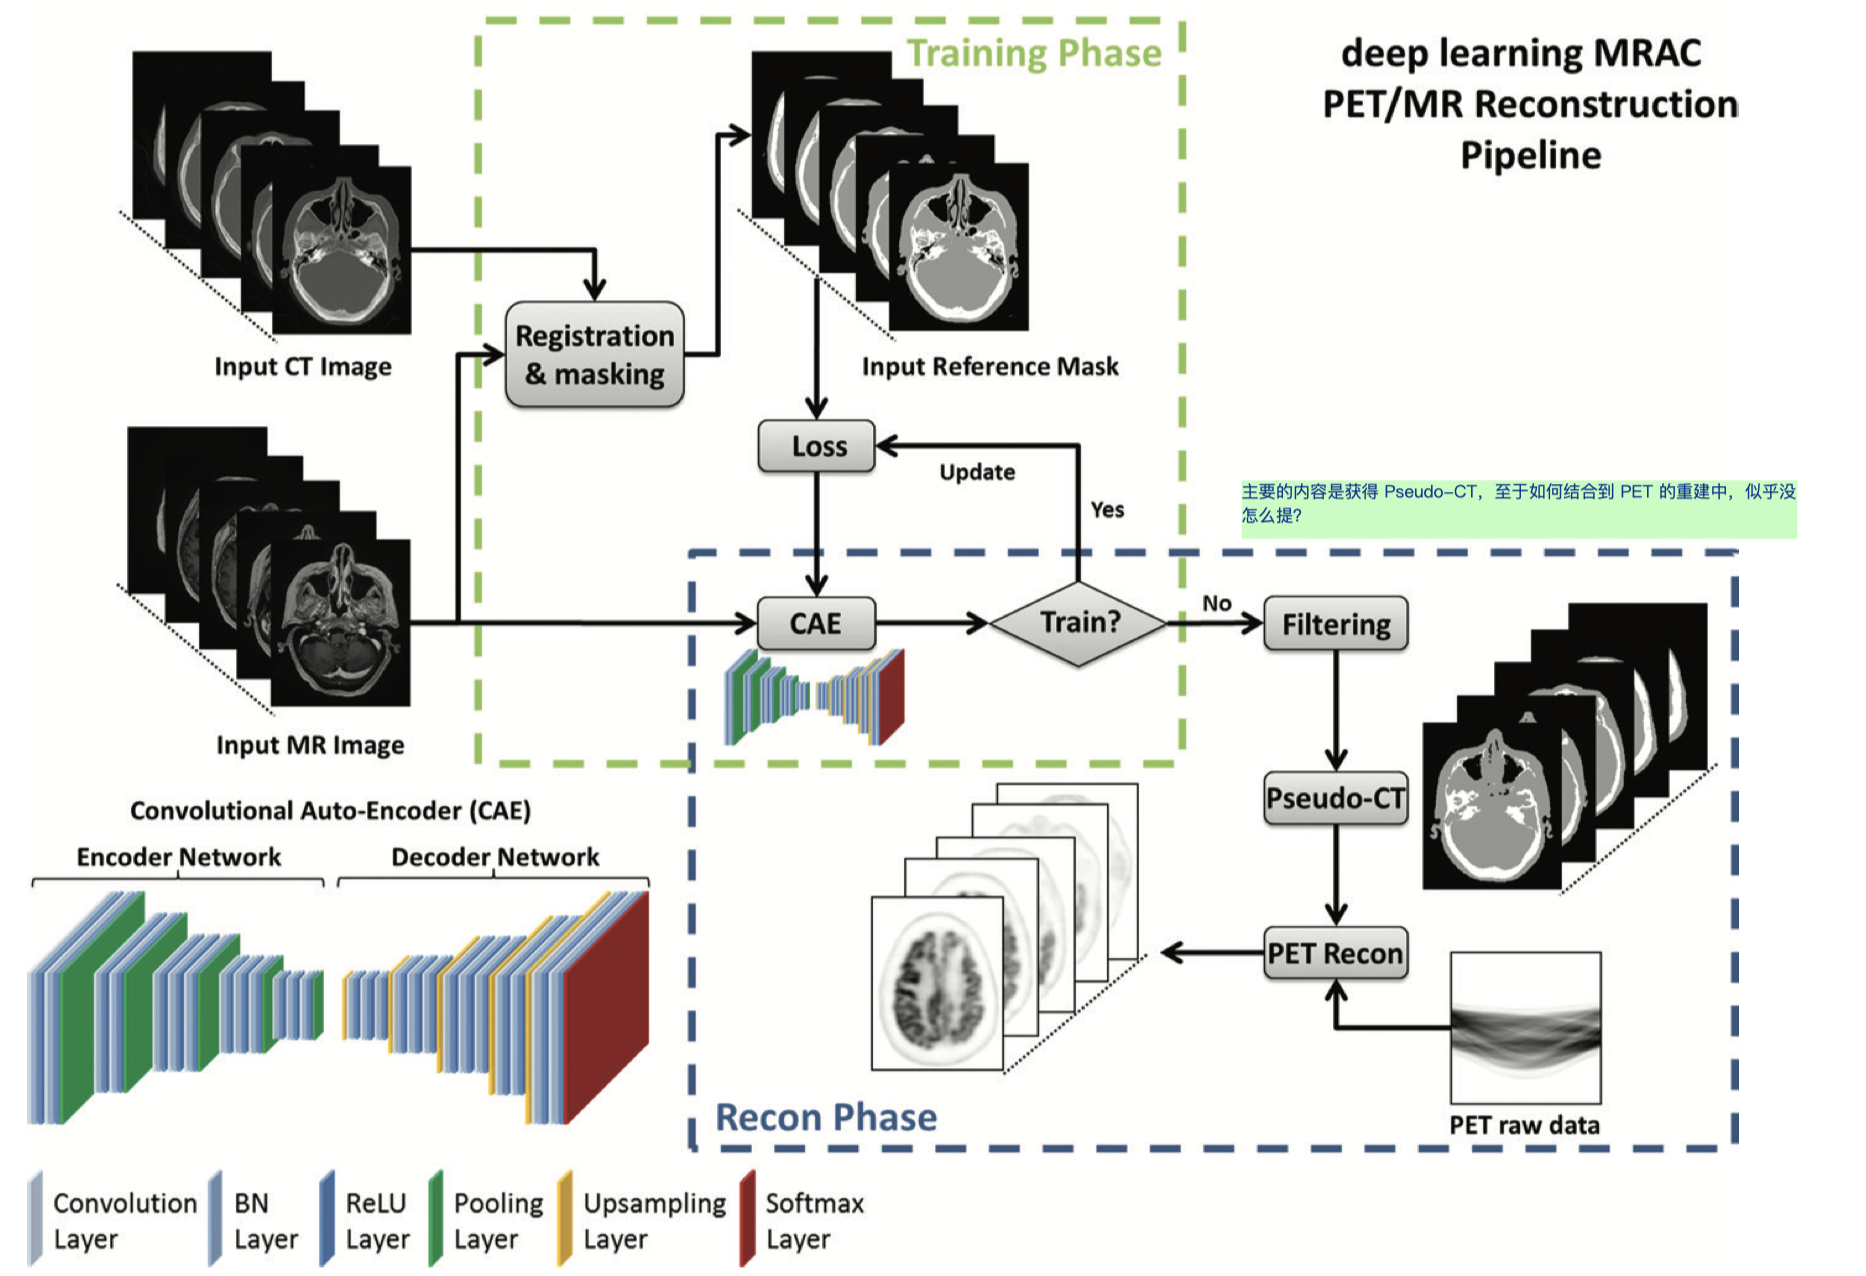 Training Phase
deep learning MRAC
PET/MR Reconstruction
Pipeline
Input CT Image
Registration
& masking
Input Reference Mask
Loss
Update
Yes
主要的内容是获得 Pseudo-CT，至于如何结合到 PET 的重建中，似乎没
怎么提？
CAE
Train?
No
Filtering
Input MR Image
Pseudo-CT
Convolutional Auto-Encoder (CAE)
Encoder Network
Decoder Network
PET Recon
PET raw data
Recon Phase
Convolution
Layer
BN
Layer
ReLU
Layer
Pooling
Layer
Upsampling
Layer
Softmax
Layer